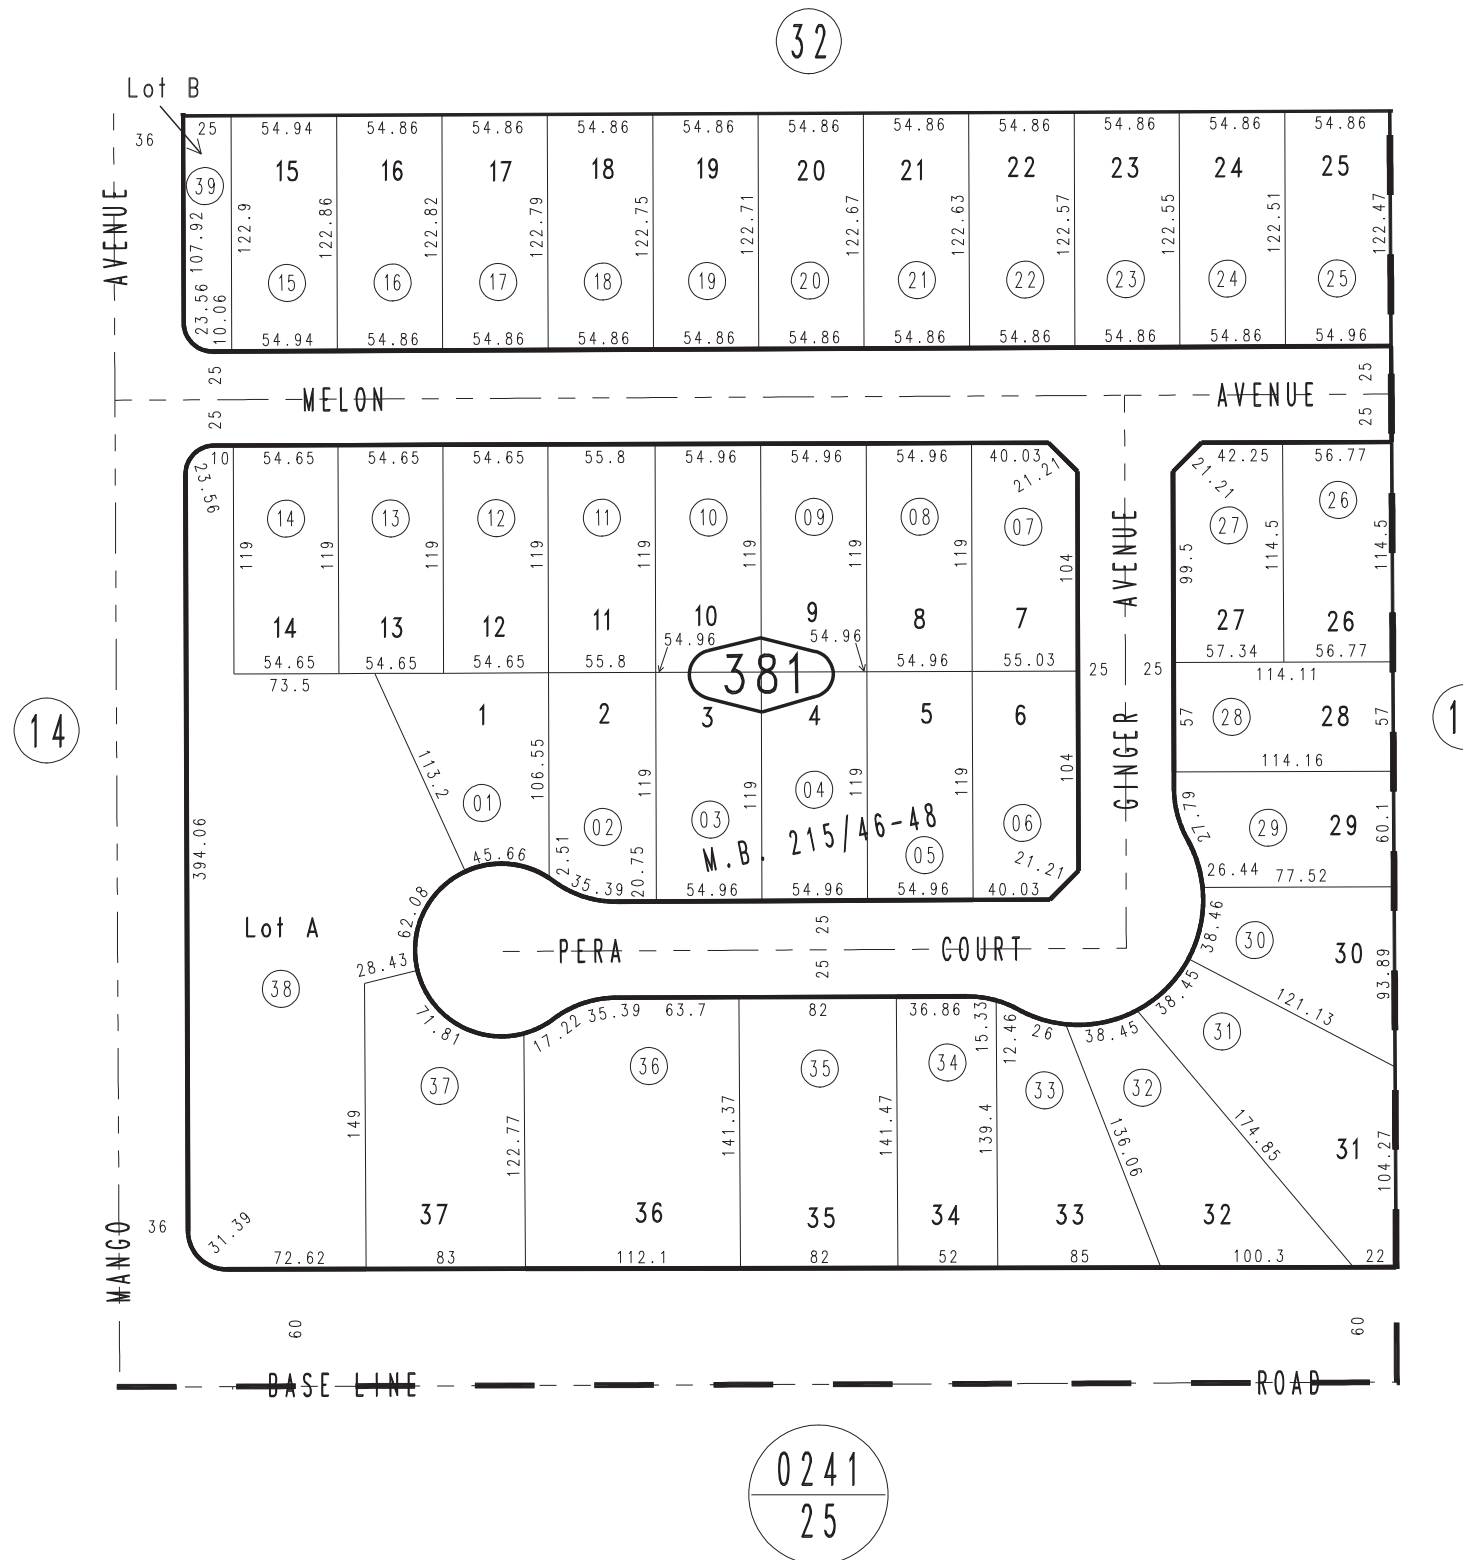 32
Lot B
36
25 54.94 54.86 54.86 54.86 54.86 54.86 54.86 54.86 54.86 54.86 54.86
15 16 17 18 19 20 21 22 23 24 25
39
AVENUE
107.92 122.9 122.86 122.82 122.79 122.75 122.71 122.67 122.63 122.57 122.55 122.51 122.47
15 16 17 18 19 20 21 22 23 24 25
23.56 10.06
54.94 54.86 54.86 54.86 54.86 54.86 54.86 54.86 54.86 54.86 54.96
25 25
MELON AVENUE
25 25
10 54.65 54.65 54.65 55.8 54.96 54.96 54.96 40.03 42.25 56.77
23.56 21.21 21.21
14 13 12 11 10 09 08 07 27 26
119 119 119 119 119 119 119 119 104 99.5 114.5 114.5
GINGER AVENUE
14 13 12 11 10 9 8 7 27 26
54.96 54.96
54.65 54.65 54.65 55.8 54.96 55.03 57.34 56.77
73.5 381 25 25 114.11
14
1 2 3 4 5 6 57 28 28 57
1
113.2 106.55 119 119 119 119 104 114.16
01 02 03 04 05 06
M.B. 215/46-48
27.79 29 29 60.1
394.06
45.66 2.51 35.39 20.75 54.96 54.96 54.96 40.03 21.21
26.44 77.52
62.08
Lot A
38
28.43
25
PERA COURT
25
38.46 30 30 93.89
71.81 17.22 35.39 63.7 82 36.86 15.33 12.46 26 38.45 38.45 121.13
37 36 35 34 33 32 31
149 122.77 141.37 141.47 139.4 136.06 174.85 31 104.27
37 36 35 34 33 32
MANGO
36
31.39 72.62 83 112.1 82 52 85 100.3 22
60 60
BASE LINE ROAD
0241
25